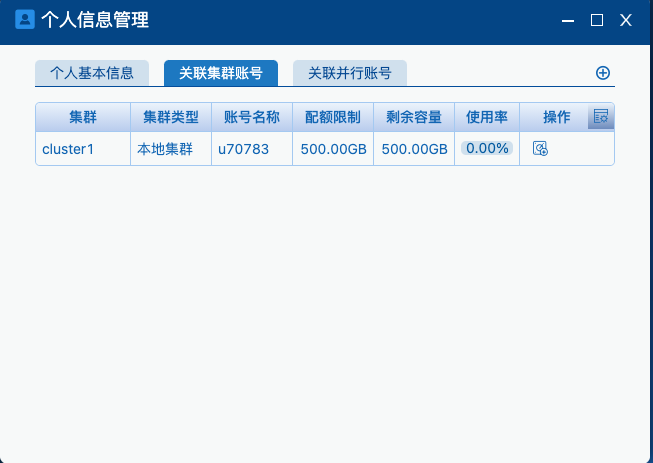 个人信息管理
个人基本信息 关联集群账号 关联并行账号
集群 集群类型 账号名称 配额限制 剩余容量 使用率 操作
cluster1 本地集群 u70783 500.00GB 500.00GB 0.00%